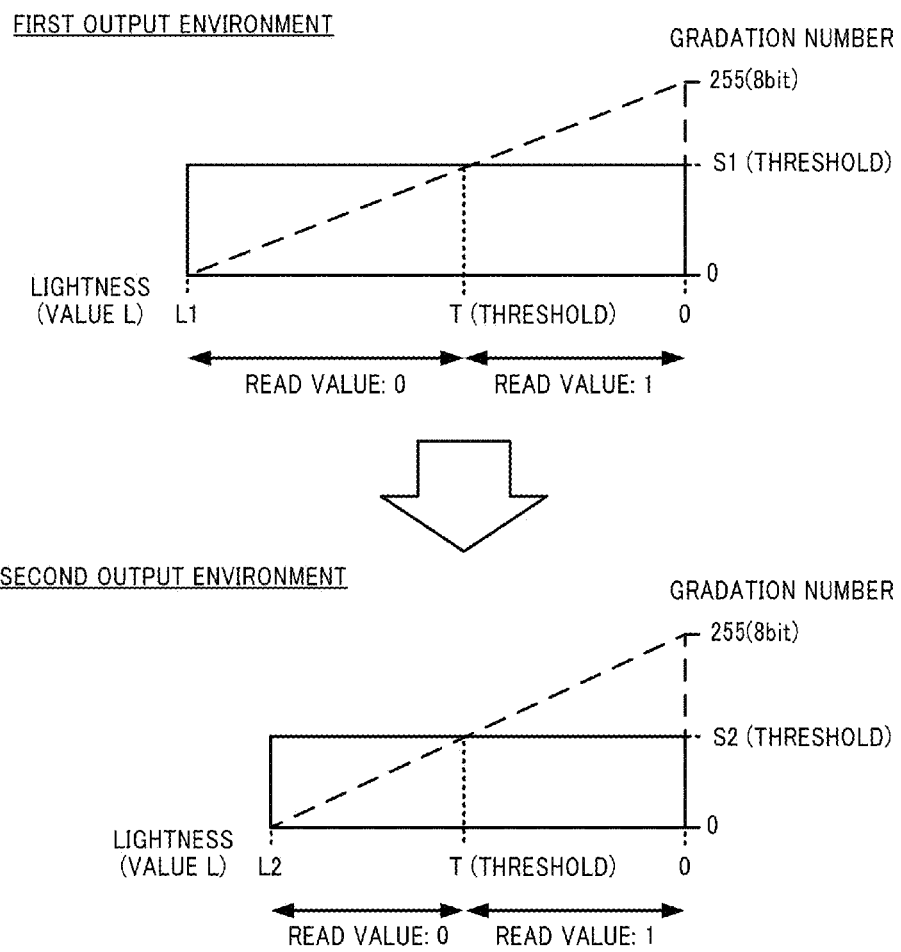 FIRST OUTPUT ENVIRONMENT
GRADATION NUMBER
255(8bit)
S1 (THRESHOLD)
0
LIGHTNESS
(VALUE L) L1 T (THRESHOLD) 0
READ VALUE: 0 READ VALUE: 1
SECOND OUTPUT ENVIRONMENT
GRADATION NUMBER
255(8bit)
S2 (THRESHOLD)
0
LIGHTNESS
(VALUE L) L2 T (THRESHOLD) 0
READ VALUE: 0 READ VALUE: 1